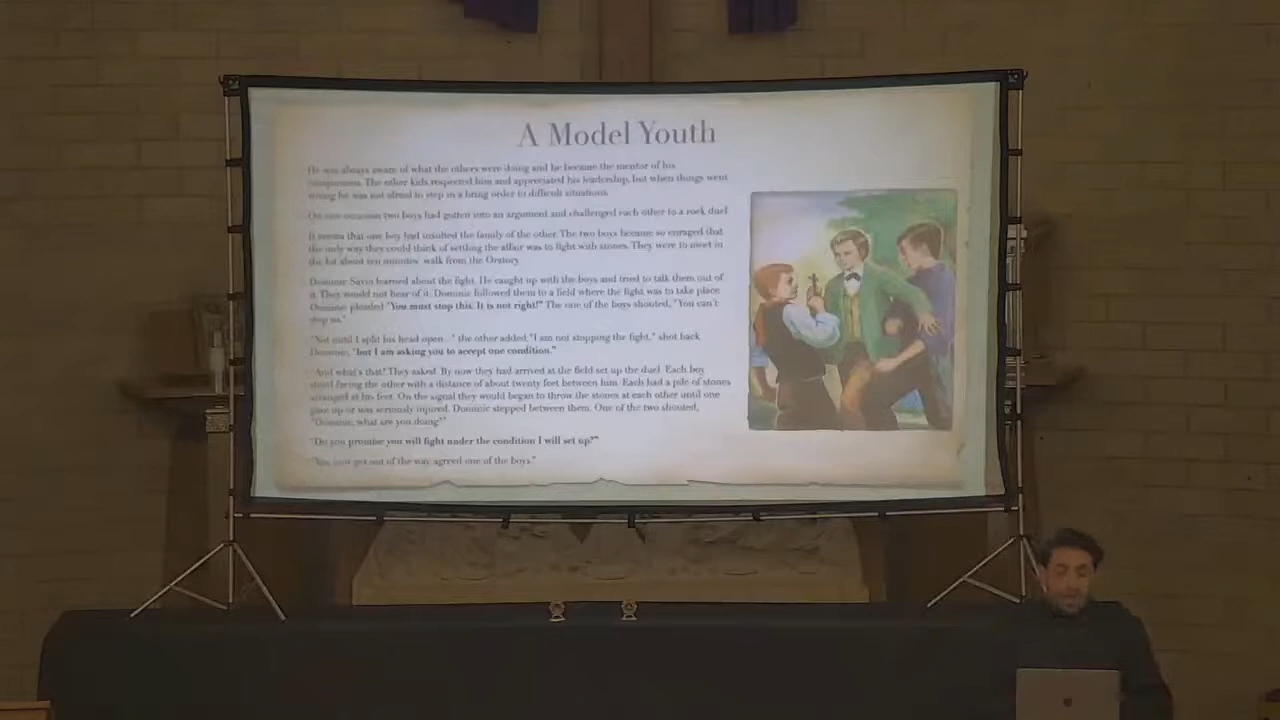 A Model Youth
He was always aware of what the others were doing and he became the mentor of his
companions. The other kids respected him and appreciated his leadership, but when things went
wrong he was not afraid to step in a bring order to difficult situations.
On one occasion two boys had gotten into an argument and challenged each other to a rock duel
It seems that one boy had insulted the family of the other. The two boys became so enraged that
the only way they could think of settling the affair was to fight with stones. They were to meet in
the lot about ten minutes' walk from the Oratory
Dominic Savio learned about the fight. He caught up with the boys and tried to talk them out of
it. They would not hear of it. Dominic followed them to a field where the fight was to take place
Dominic pleaded "You must stop this. It is not right!" The one of the boys shouted, "You can't
stop us."
"Not until I split his head open..." the other added. "I am not stopping the fight," shot back
Dominic, "but I am asking you to accept one condition."
"And what's that? They asked. By now they had arrived at the field set up the duel. Each boy
stood facing the other with a distance of about twenty feet between him. Each had a pile of stones
arranged at his feet. On the signal they would began to throw the stones at each other until one
gave up or was seriously injured. Dominic stepped between them. One of the two shouted,
"Dominic, what are you doing?"
"Do you promise you will fight under the condition I will set up?"
"Yes just get out of the way agreed one of the boys."